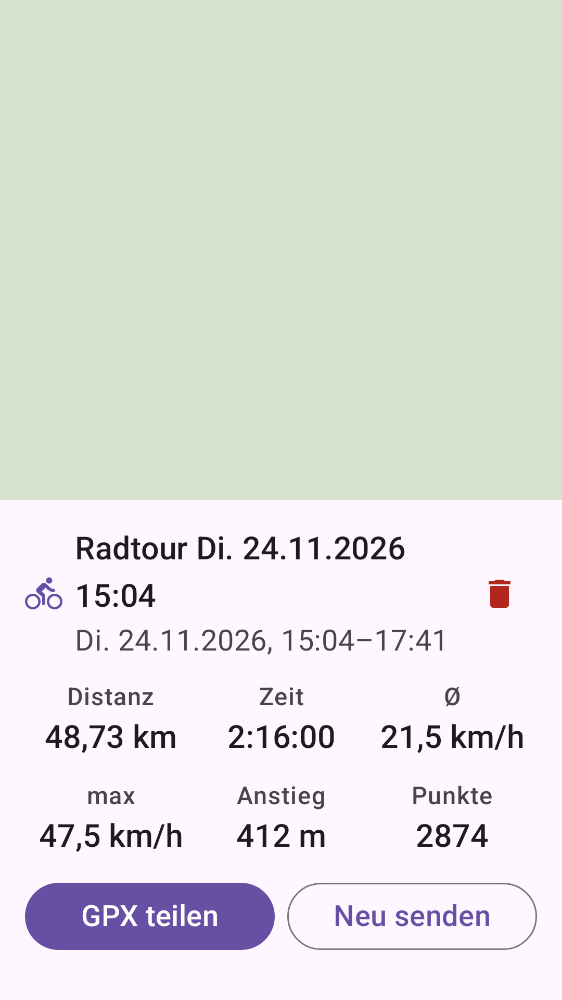 Radtour Di. 24.11.2026
15:04
Di. 24.11.2026, 15:04–17:41
Distanz Zeit Ø
48,73 km 2:16:00 21,5 km/h
max Anstieg Punkte
47,5 km/h 412 m 2874
GPX teilen Neu senden